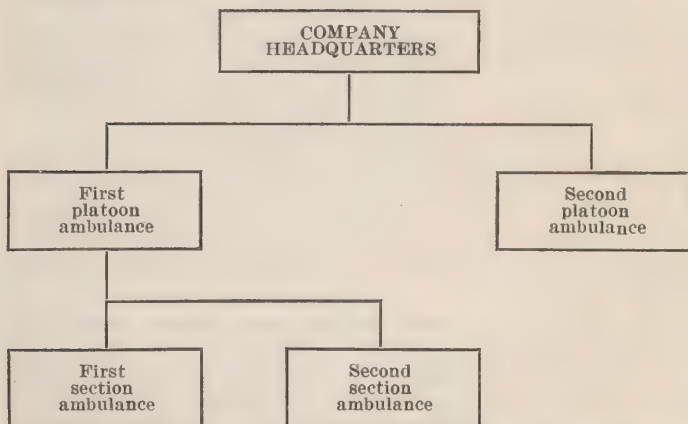 COMPANY
HEADQUARTERS
First
platoon
ambulance
Second
platoon
ambulance
First
section
ambulance
Second
section
ambulance